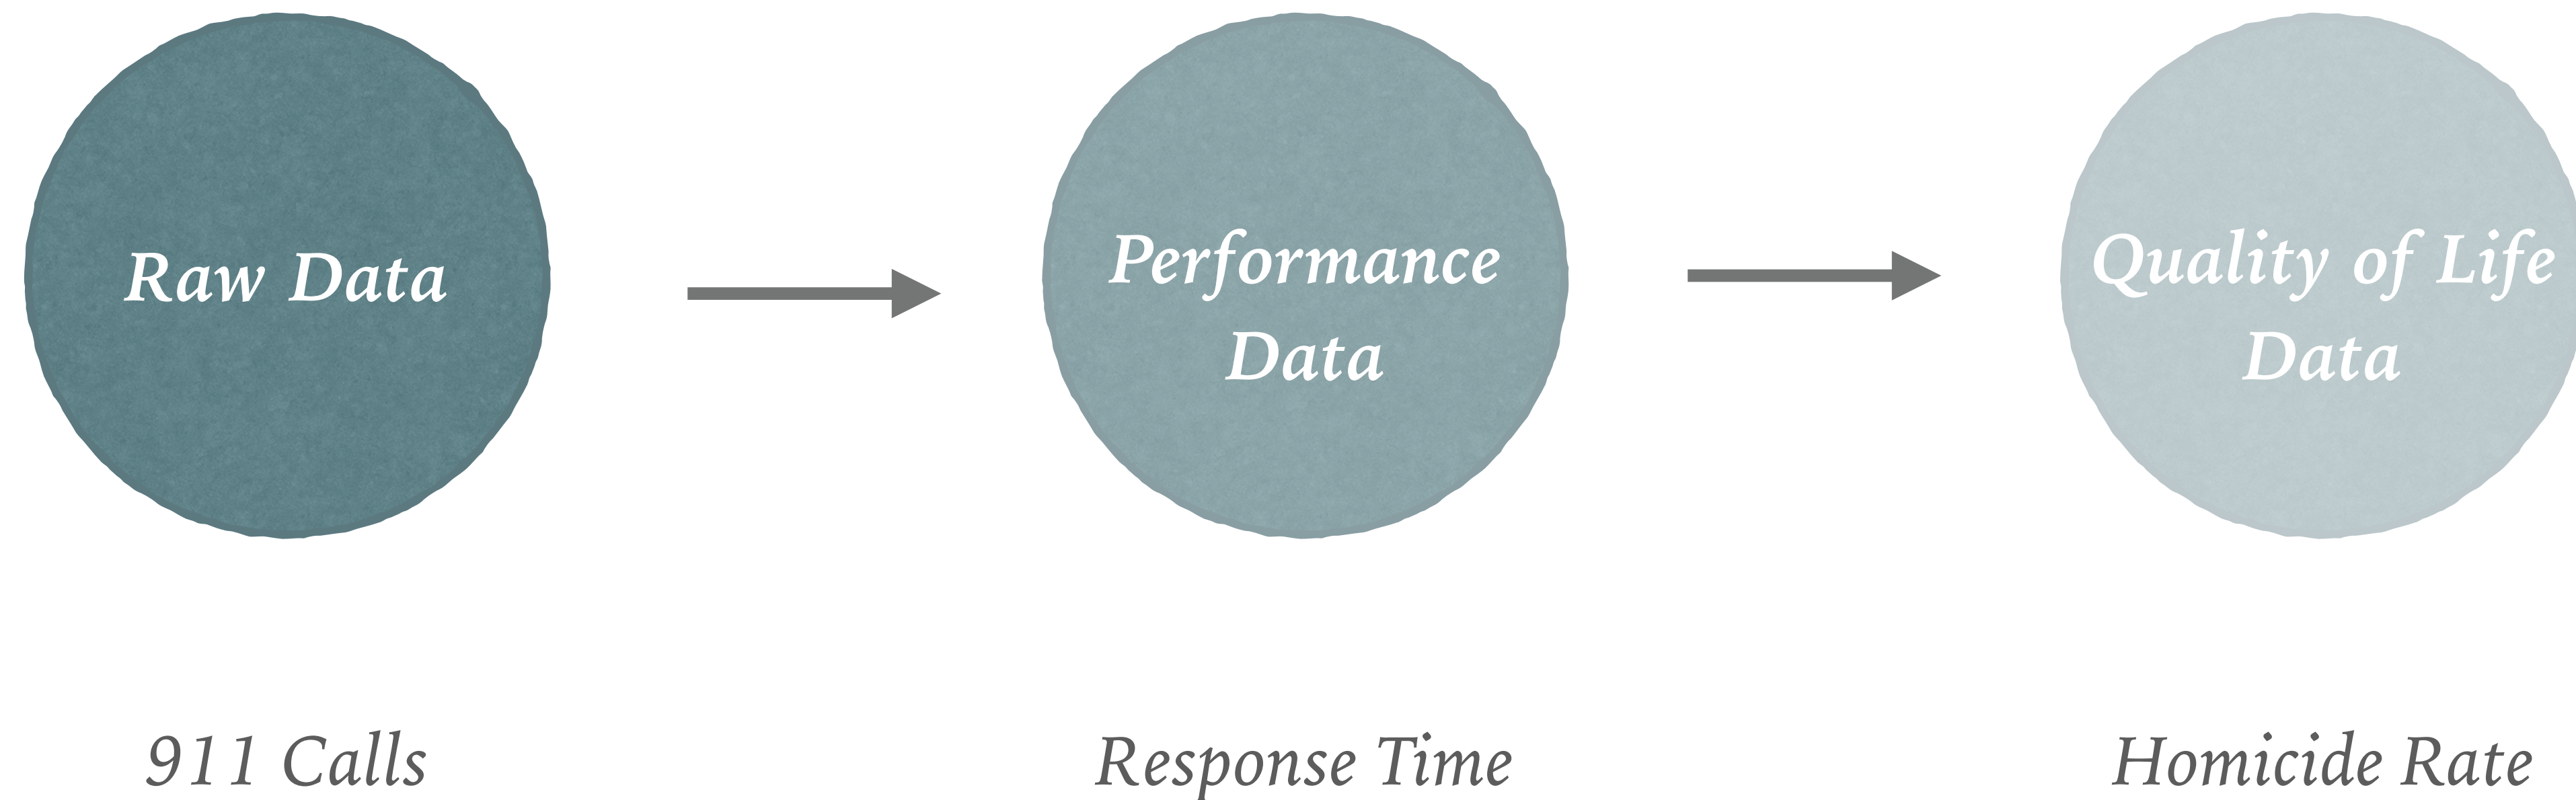 Raw Data
Performance
Data
Quality of Life
Data
911 Calls
Response Time
Homicide Rate